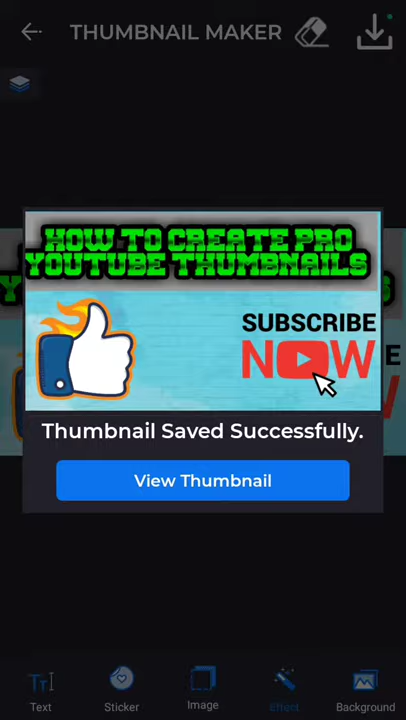 THUMBNAIL MAKER
HOW TO CREATE PRO
YOUTUBE THUMBNAILS
SUBSCRIBE
NOW
Thumbnail Saved Successfully.
View Thumbnail
Text
Sticker
Image
Effect
Background